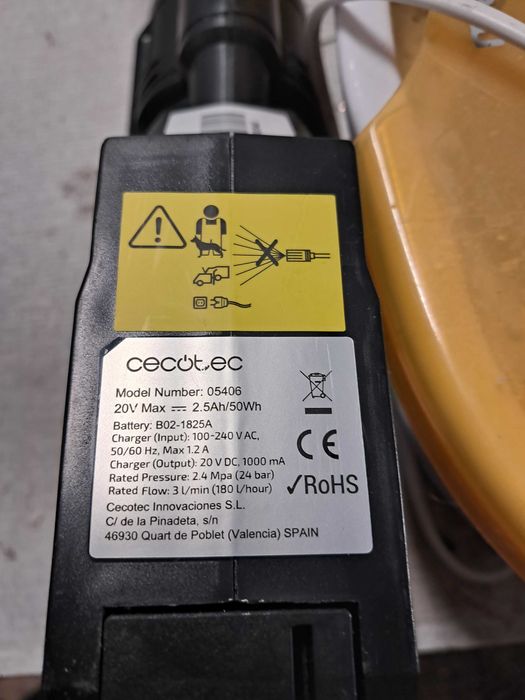 cecotec
Model Number: 05406
20V Max ⎓ 2.5Ah/50Wh
Battery: B02-1825A
Charger (Input): 100-240 V AC,
50/60 Hz, Max 1.2 A
Charger (Output): 20 V DC, 1000 mA
Rated Pressure: 2.4 Mpa (24 bar)
Rated Flow: 3 l/min (180 l/hour)
Cecotec Innovaciones S.L.
C/ de la Pinadeta, s/n
46930 Quart de Poblet (Valencia) SPAIN
CE
✓RoHS